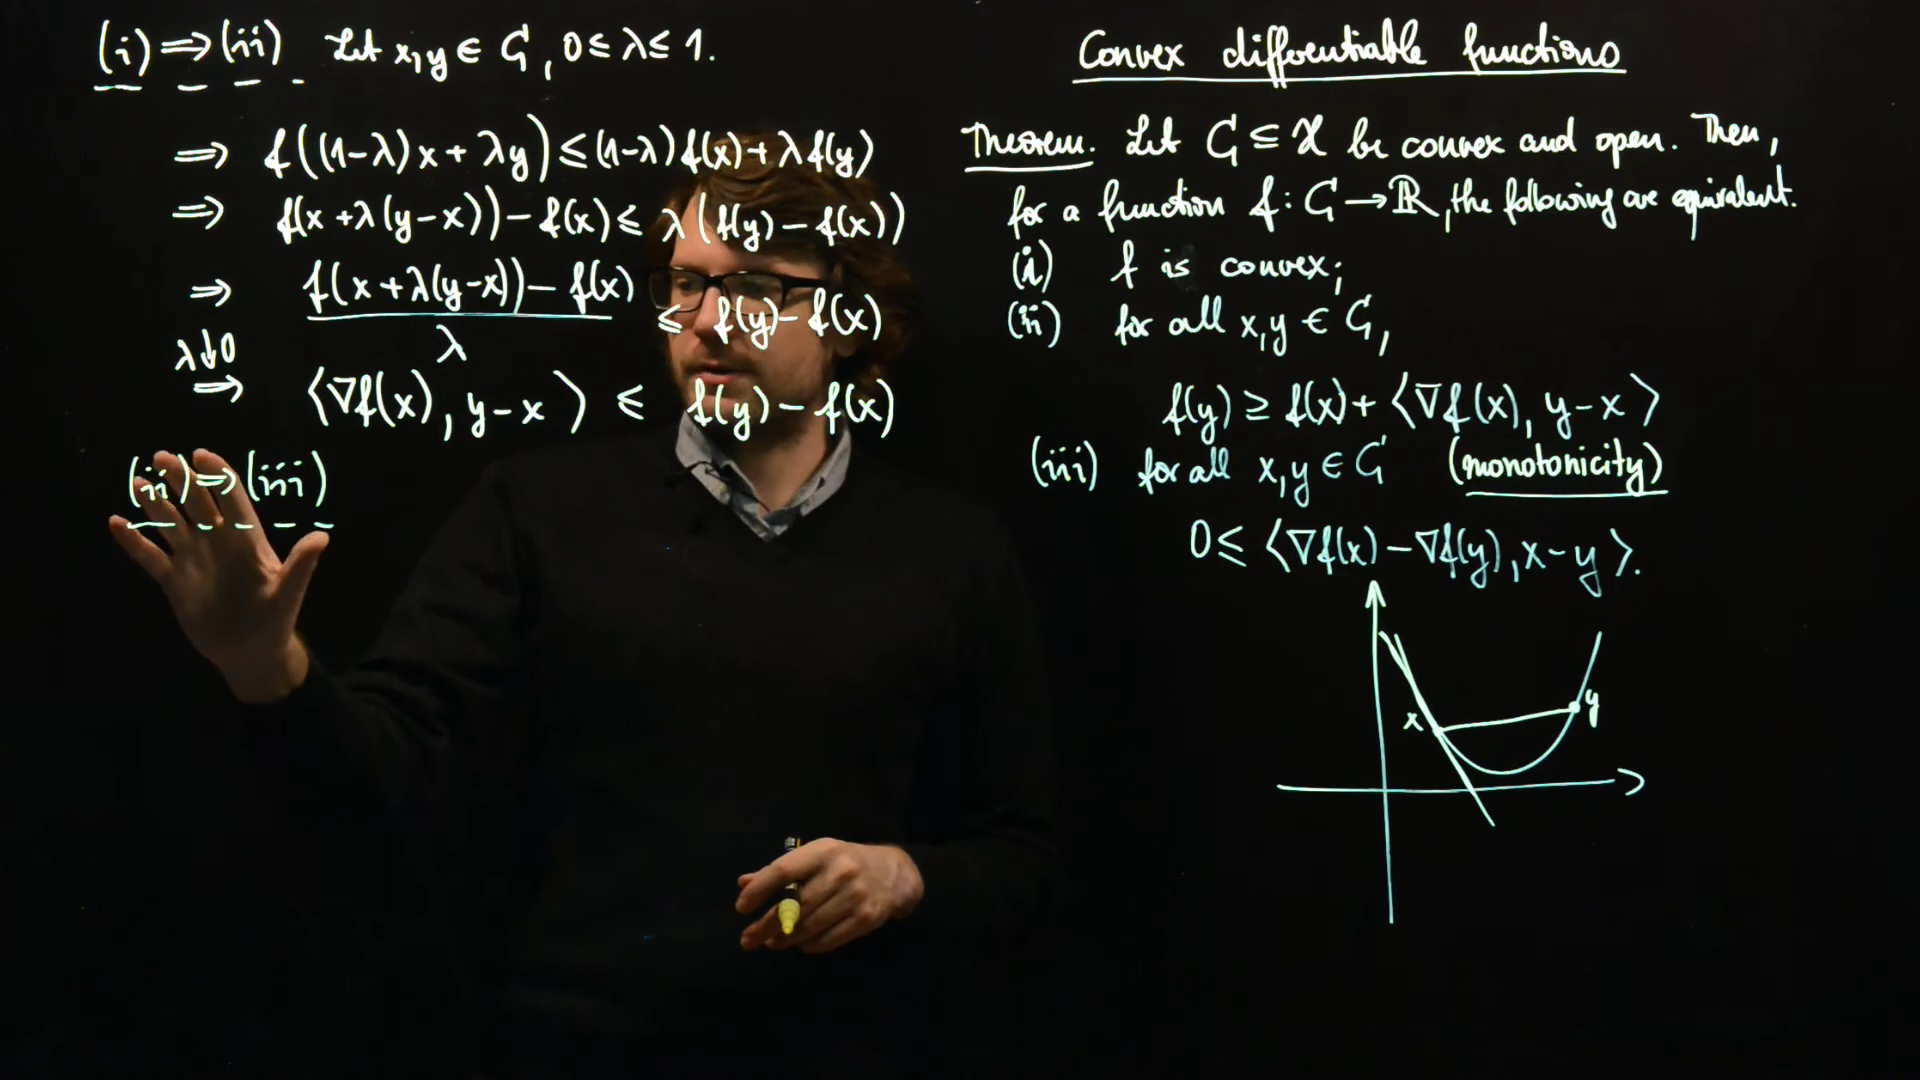 (i) ⇒ (ii) Let x, y ∈ G, 0 ≤ λ ≤ 1.
⇒ f((1-λ)x + λy) ≤ (1-λ)f(x) + λf(y)
⇒ f(x + λ(y-x)) - f(x) ≤ λ(f(y) - f(x))
⇒ (f(x + λ(y-x)) - f(x))/λ ≤ f(y) - f(x)
λ↓0 ⇒ ⟨∇f(x), y-x⟩ ≤ f(y) - f(x)
(ii) ⇒ (iii)
Convex differentiable functions
Theorem. Let G ⊆ X be convex and open. Then,
for a function f: G → ℝ, the following are equivalent.
(i) f is convex;
(ii) for all x, y ∈ G,
f(y) ≥ f(x) + ⟨∇f(x), y-x⟩
(iii) for all x, y ∈ G (monotonicity)
0 ≤ ⟨∇f(x) - ∇f(y), x-y⟩.
x y